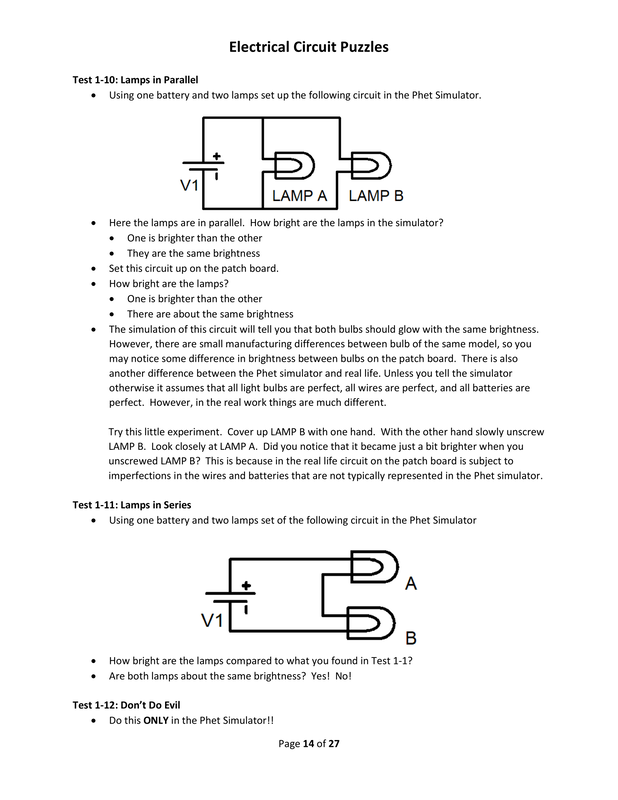 Electrical Circuit Puzzles
Test 1-10: Lamps in Parallel
• Using one battery and two lamps set up the following circuit in the Phet Simulator.
+
V1
LAMP A
LAMP B
• Here the lamps are in parallel. How bright are the lamps in the simulator?
• One is brighter than the other
• They are the same brightness
• Set this circuit up on the patch board.
• How bright are the lamps?
• One is brighter than the other
• There are about the same brightness
• The simulation of this circuit will tell you that both bulbs should glow with the same brightness.
However, there are small manufacturing differences between bulb of the same model, so you
may notice some difference in brightness between bulbs on the patch board. There is also
another difference between the Phet simulator and real life. Unless you tell the simulator
otherwise it assumes that all light bulbs are perfect, all wires are perfect, and all batteries are
perfect. However, in the real work things are much different.
Try this little experiment. Cover up LAMP B with one hand. With the other hand slowly unscrew
LAMP B. Look closely at LAMP A. Did you notice that it became just a bit brighter when you
unscrewed LAMP B? This is because in the real life circuit on the patch board is subject to
imperfections in the wires and batteries that are not typically represented in the Phet simulator.
Test 1-11: Lamps in Series
• Using one battery and two lamps set of the following circuit in the Phet Simulator
+
V1
A
B
• How bright are the lamps compared to what you found in Test 1-1?
• Are both lamps about the same brightness? Yes! No!
Test 1-12: Don't Do Evil
• Do this ONLY in the Phet Simulator!!
Page 14 of 27